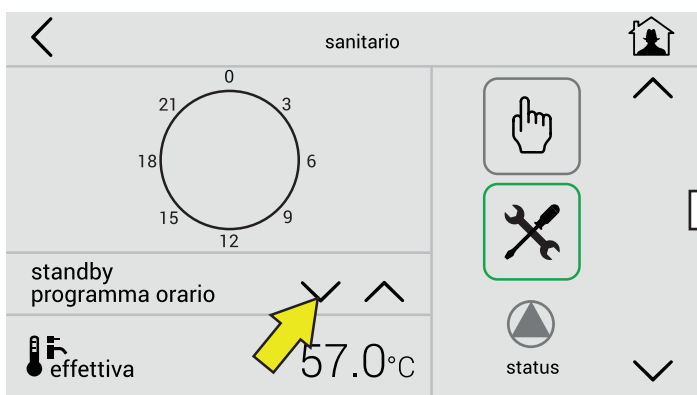 sanitario
0
21
3
18
6
15
9
12
standby
programma orario
effettiva
57.0°C
status